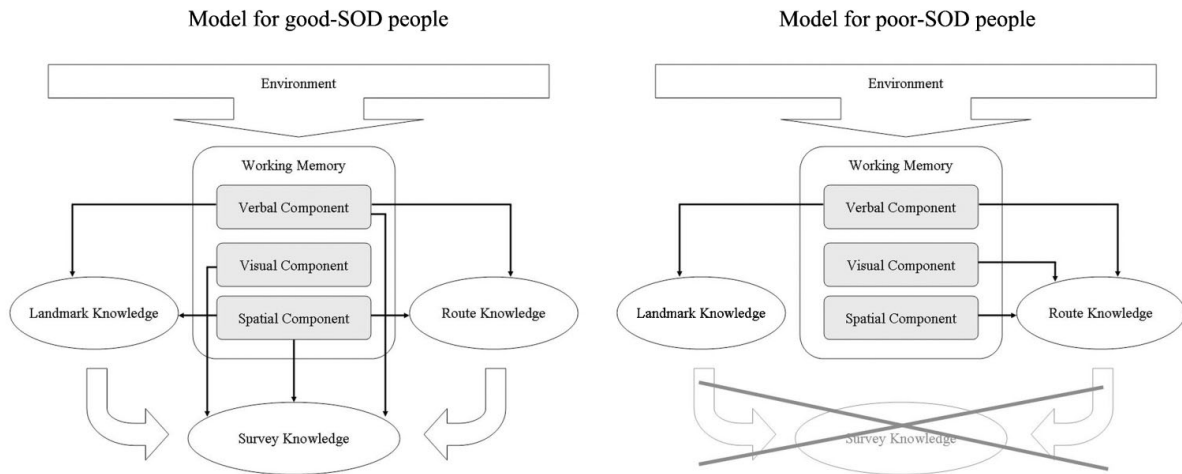 Model for good-SOD people
Environment
Working Memory
Verbal Component
Visual Component
Landmark Knowledge
Spatial Component
Route Knowledge
Survey Knowledge
Model for poor-SOD people
Environment
Working Memory
Verbal Component
Visual Component
Landmark Knowledge
Spatial Component
Route Knowledge
Survey Knowledge